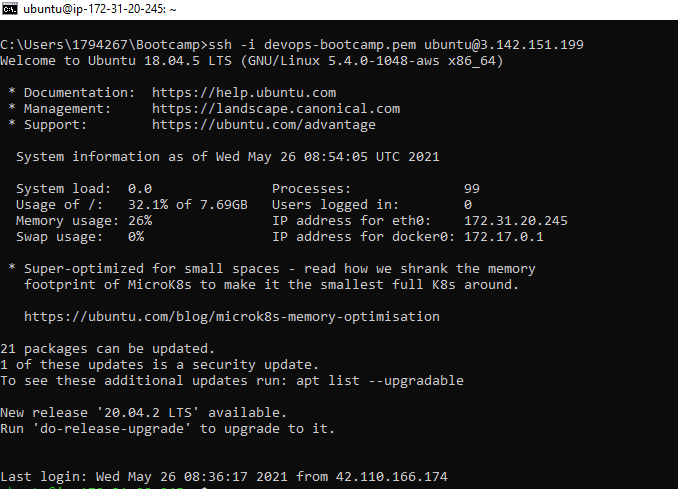 ubuntu@ip-172-31-20-245: ~
C:\Users\1794267\Bootcamp>ssh -i devops-bootcamp.pem ubuntu@3.142.151.199
Welcome to Ubuntu 18.04.5 LTS (GNU/Linux 5.4.0-1048-aws x86_64)
* Documentation:  https://help.ubuntu.com
* Management:     https://landscape.canonical.com
* Support:        https://ubuntu.com/advantage
System information as of Wed May 26 08:54:05 UTC 2021
System load:  0.0               Processes:              99
Usage of /:   32.1% of 7.69GB   Users logged in:        0
Memory usage: 26%               IP address for eth0:    172.31.20.245
Swap usage:   0%                IP address for docker0: 172.17.0.1
* Super-optimized for small spaces - read how we shrank the memory
footprint of MicroK8s to make it the smallest full K8s around.
https://ubuntu.com/blog/microk8s-memory-optimisation
21 packages can be updated.
1 of these updates is a security update.
To see these additional updates run: apt list --upgradable
New release '20.04.2 LTS' available.
Run 'do-release-upgrade' to upgrade to it.
Last login: Wed May 26 08:36:17 2021 from 42.110.166.174